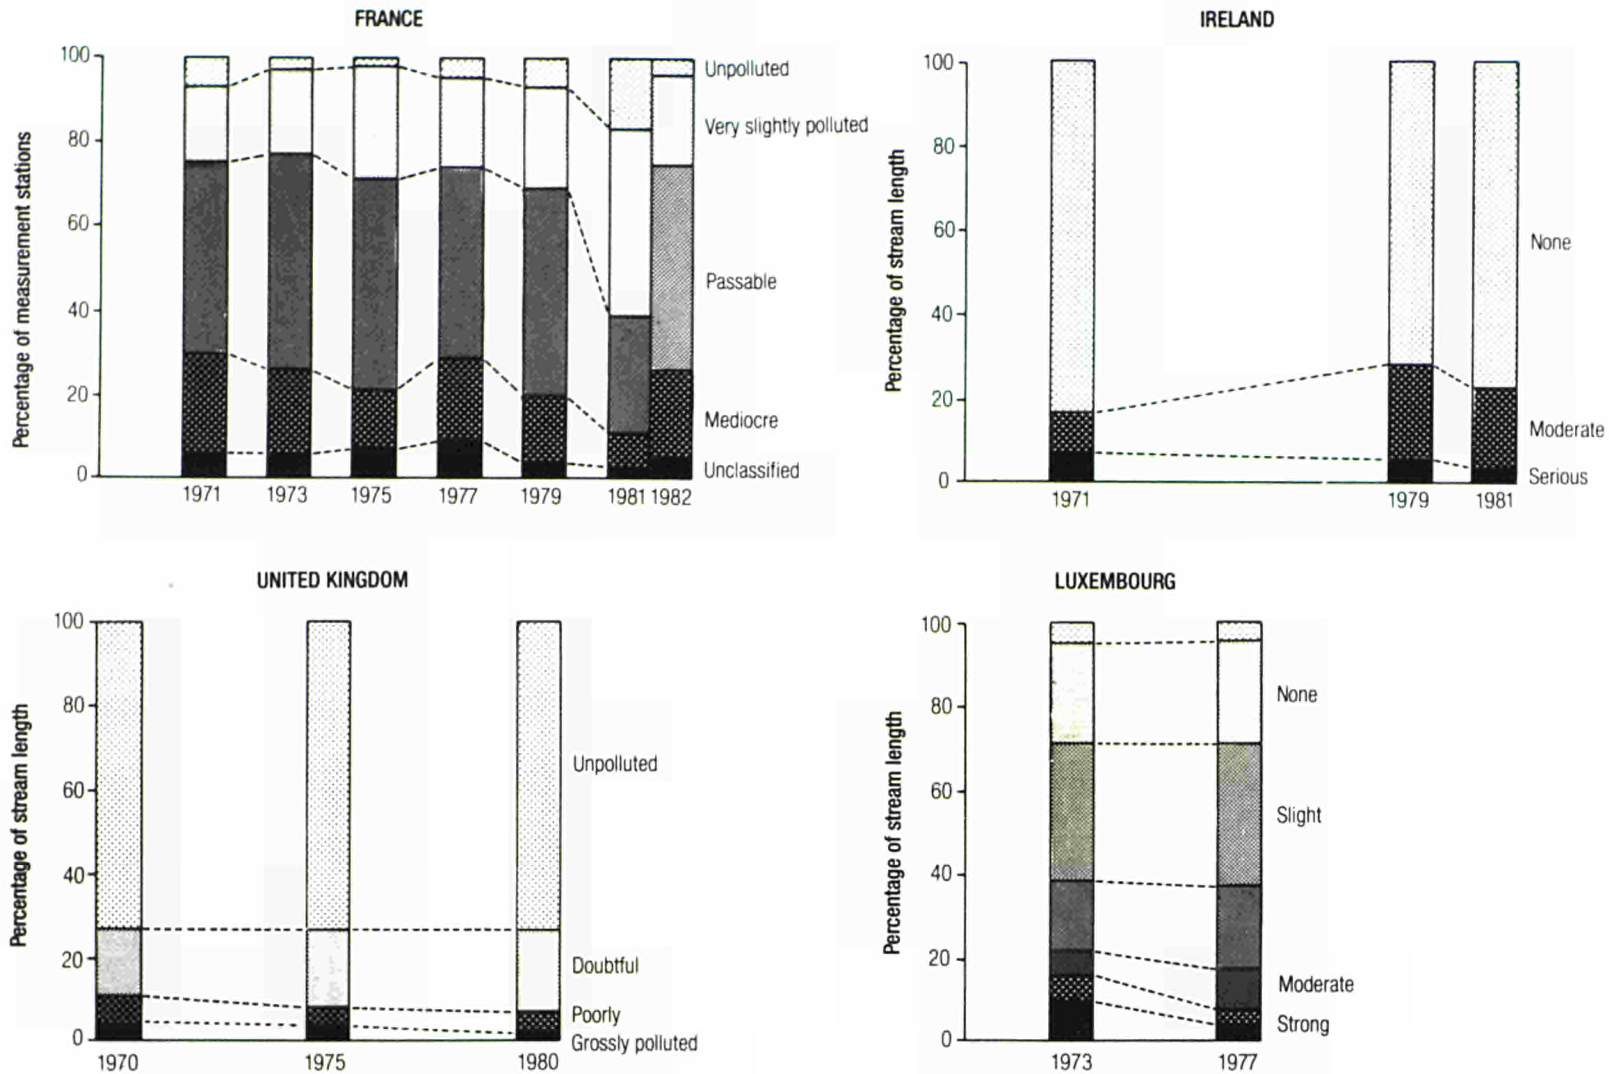 FRANCE
Percentage of measurement stations
100
80
60
40
20
0
1971 1973 1975 1977 1979 1981 1982
Unpolluted
Very slightly polluted
Passable
Mediocre
Unclassified
IRELAND
Percentage of stream length
100
80
60
40
20
0
1971 1979 1981
None
Moderate
Serious
UNITED KINGDOM
Percentage of stream length
100
80
60
40
20
0
1970 1975 1980
Unpolluted
Doubtful
Poorly
Grossly polluted
LUXEMBOURG
Percentage of stream length
100
80
60
40
20
0
1973 1977
None
Slight
Moderate
Strong